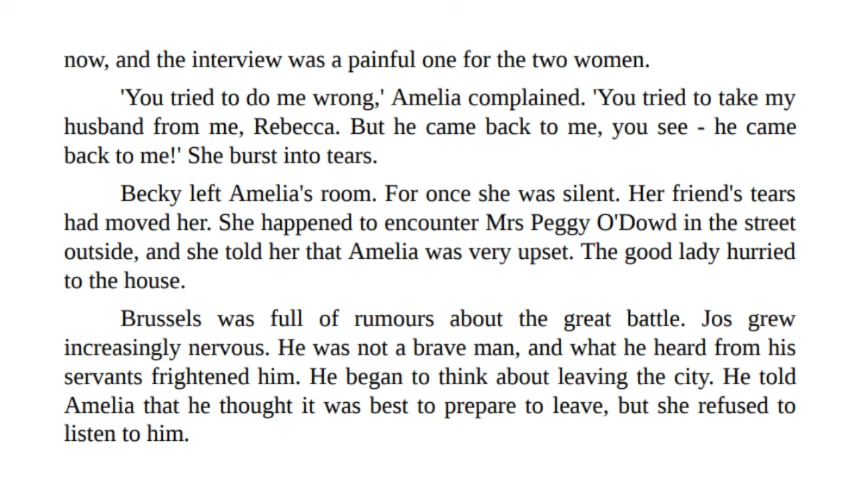 now, and the interview was a painful one for the two women.
'You tried to do me wrong,' Amelia complained. 'You tried to take my
husband from me, Rebecca. But he came back to me, you see - he came
back to me!' She burst into tears.
Becky left Amelia's room. For once she was silent. Her friend's tears
had moved her. She happened to encounter Mrs Peggy O'Dowd in the street
outside, and she told her that Amelia was very upset. The good lady hurried
to the house.
Brussels was full of rumours about the great battle. Jos grew
increasingly nervous. He was not a brave man, and what he heard from his
servants frightened him. He began to think about leaving the city. He told
Amelia that he thought it was best to prepare to leave, but she refused to
listen to him.